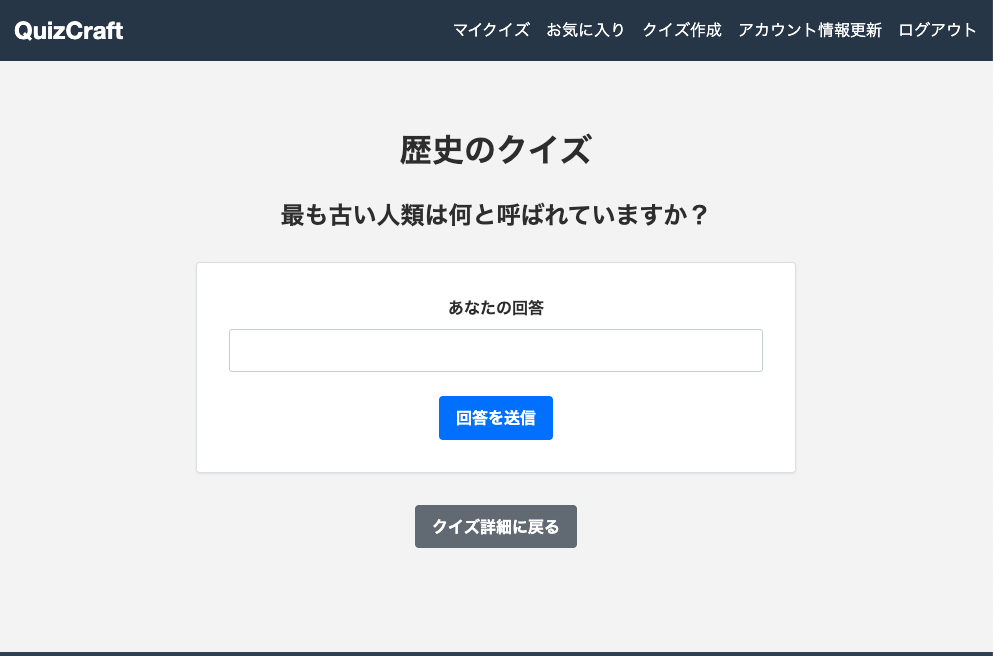 QuizCraft
マイクイズ お気に入り クイズ作成 アカウント情報更新 ログアウト
歴史のクイズ
最も古い人類は何と呼ばれていますか？
あなたの回答
回答を送信
クイズ詳細に戻る